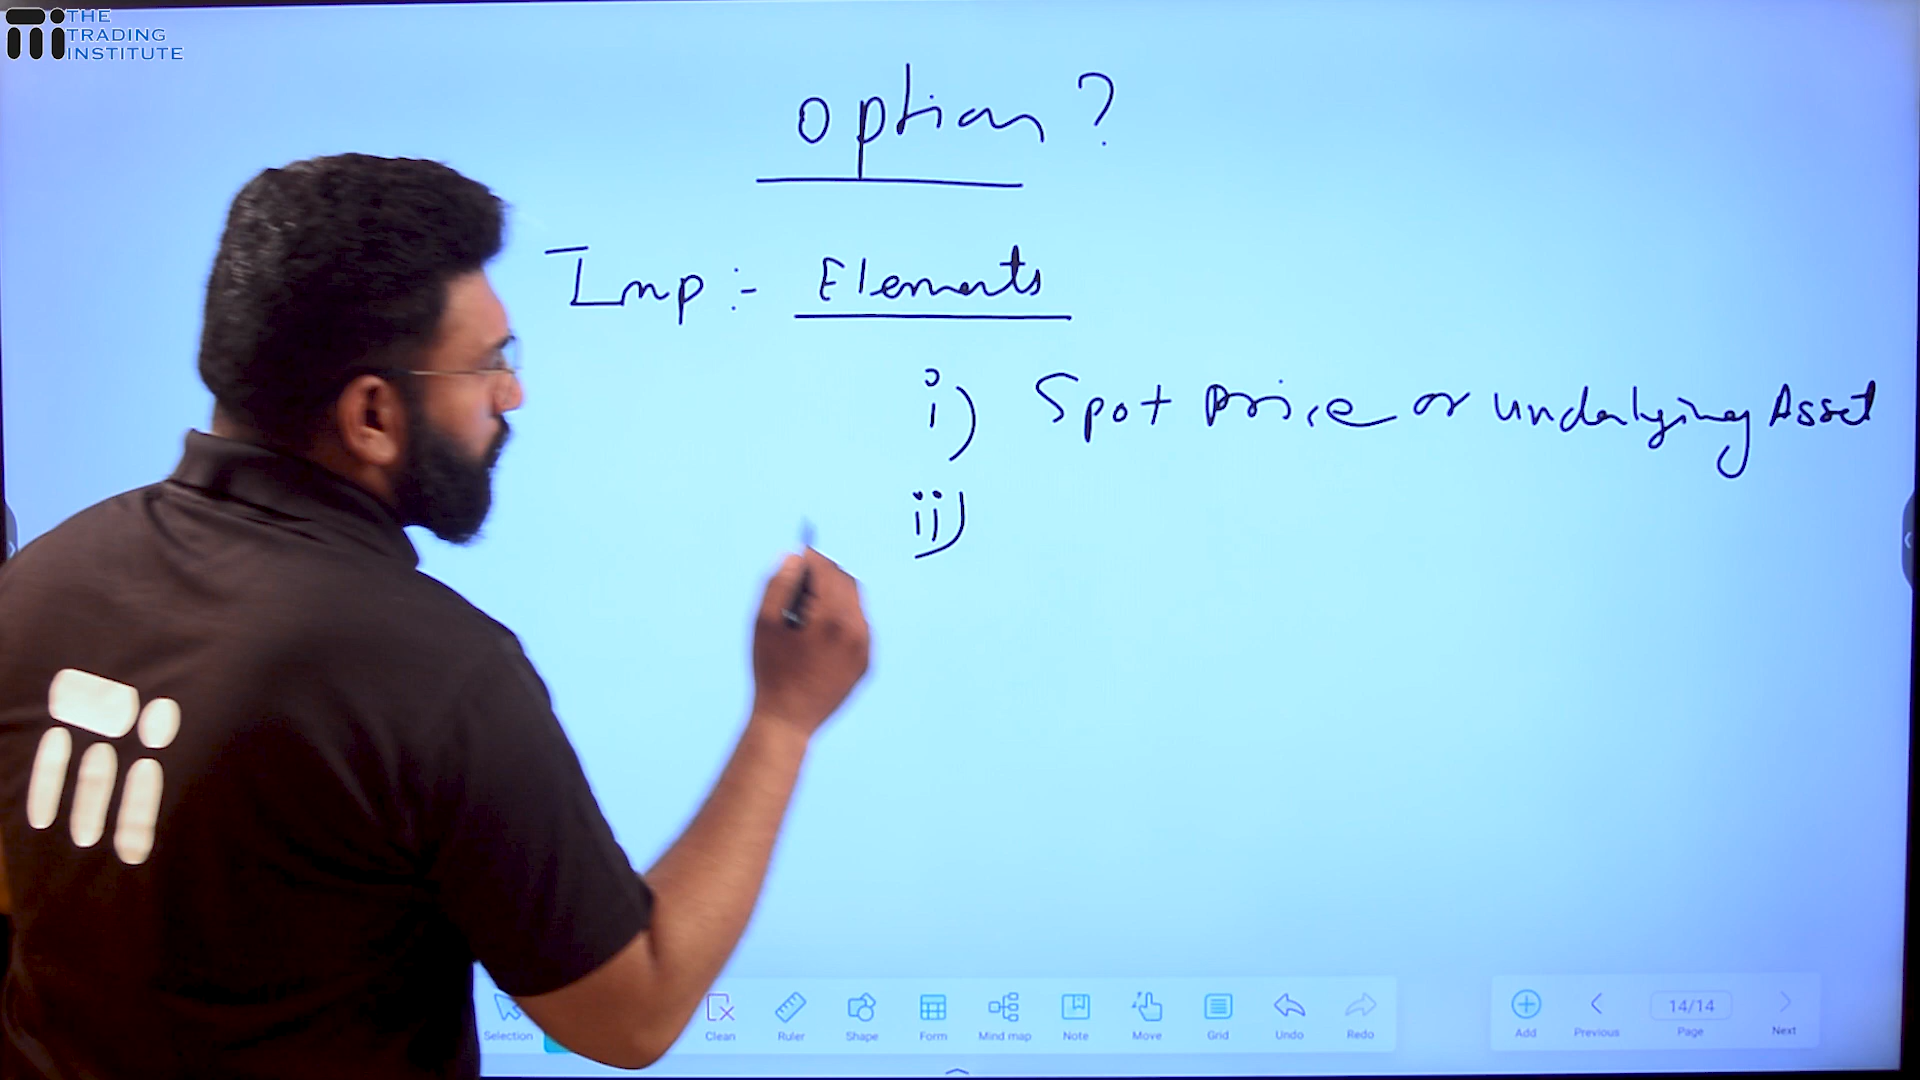 THE
TRADING
INSTITUTE
option?
Imp :- Elements
i) Spot price or underlying Asset
ii)
Selection Clean Ruler Shape Form Mind map Note Move Grid Undo Redo Add Previous 14/14 Page Next